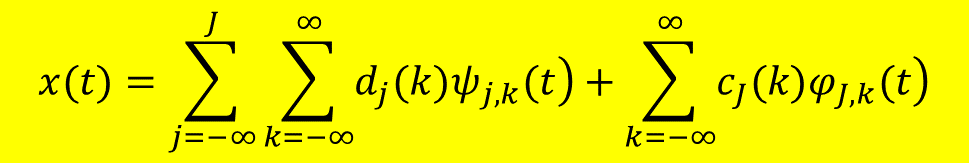 x(t) = ∑_{j=−∞}^{J} ∑_{k=−∞}^{∞} d_j(k)ψ_{j,k}(t) + ∑_{k=−∞}^{∞} c_J(k)φ_{J,k}(t)